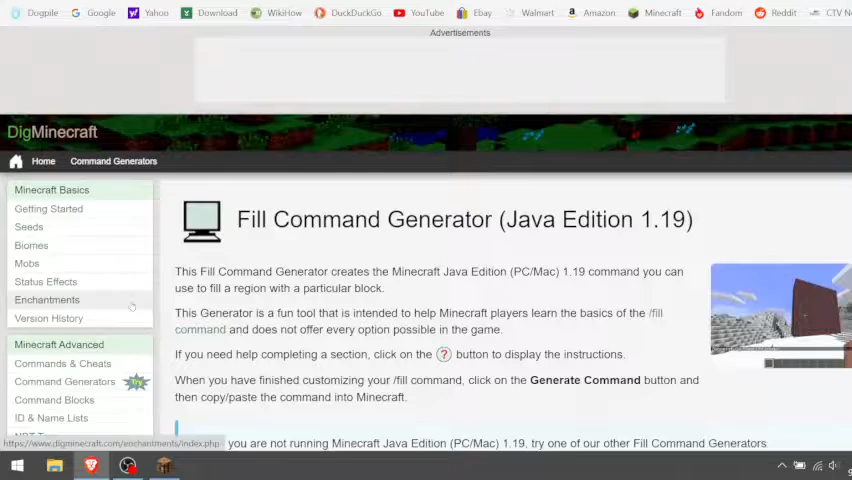 Dogpile Google Yahoo Download WikiHow DuckDuckGo YouTube Ebay Walmart Amazon Minecraft Fandom Reddit CTV N
Advertisements
DigMinecraft
Home Command Generators
Minecraft Basics
Getting Started
Seeds
Biomes
Mobs
Status Effects
Enchantments
Version History
Minecraft Advanced
Commands & Cheats
Command Generators Try
Command Blocks
ID & Name Lists
https://www.digminecraft.com/enchantments/index.php
Fill Command Generator (Java Edition 1.19)
This Fill Command Generator creates the Minecraft Java Edition (PC/Mac) 1.19 command you can
use to fill a region with a particular block.
This Generator is a fun tool that is intended to help Minecraft players learn the basics of the /fill
command and does not offer every option possible in the game.
If you need help completing a section, click on the ? button to display the instructions.
When you have finished customizing your /fill command, click on the Generate Command button and
then copy/paste the command into Minecraft.
you are not running Minecraft Java Edition (PC/Mac) 1.19, try one of our other Fill Command Generators